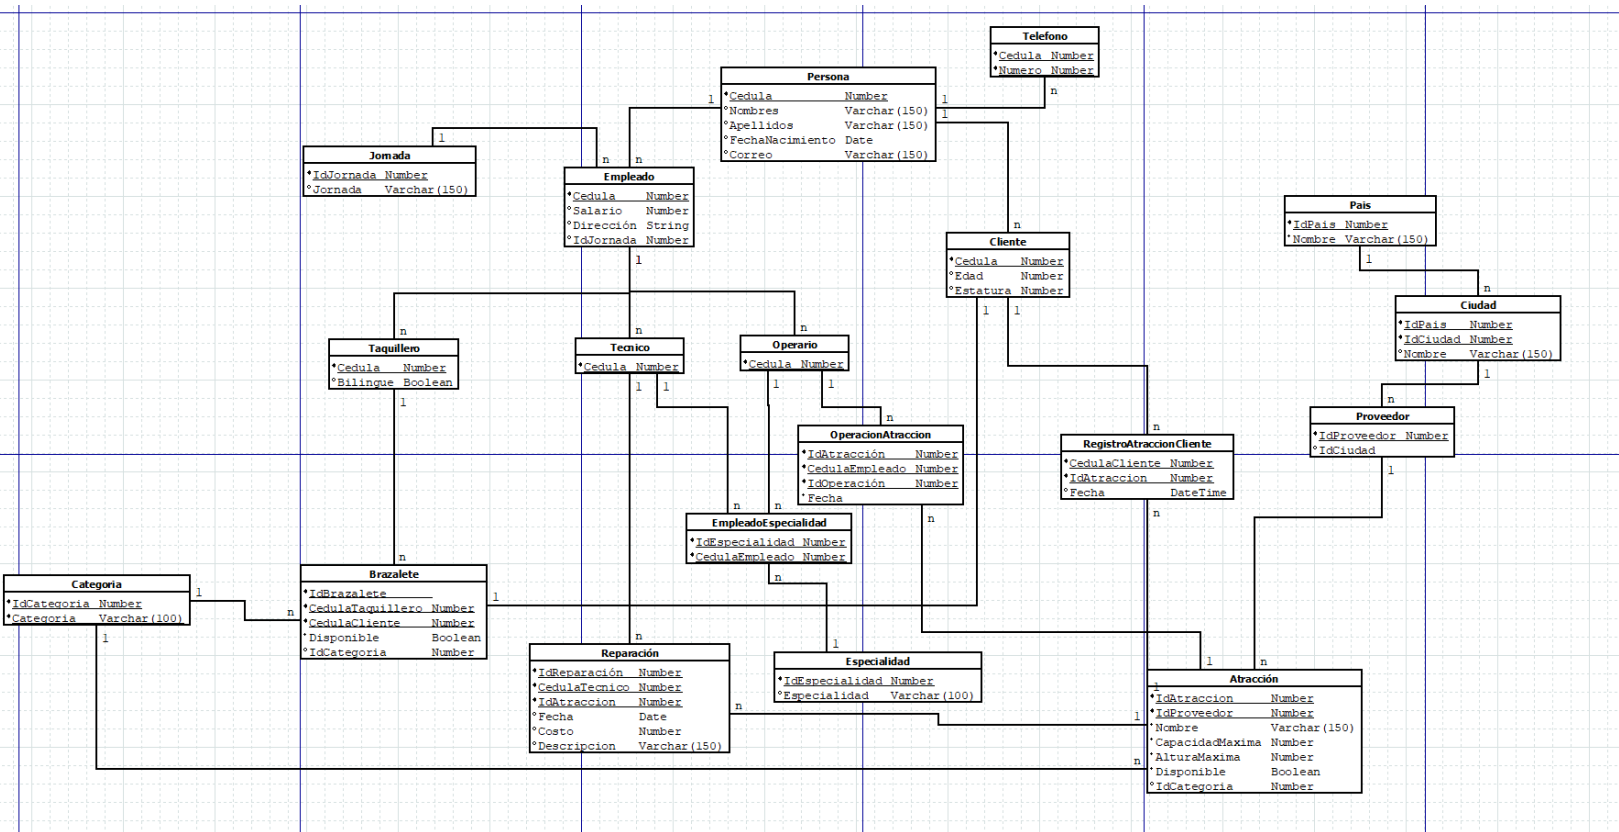 Telefono
Cedula Number
Numero Number
n
Persona
Cedula Number
Nombres Varchar(150)
Apellidos Varchar(150)
FechaNacimiento Date
Correo Varchar(150)
1
1
1
1
n
n
Jornada
IdJornada Number
Jornada Varchar(150)
Empleado
Cedula Number
Salario Number
Dirección String
IdJornada Number
1
n
Cliente
Cedula Number
Edad Number
Estatura Number
1
1
Pais
IdPais Number
Nombre Varchar(150)
1
n
Ciudad
IdPais Number
IdCiudad Number
Nombre Varchar(150)
1
n
Proveedor
IdProveedor Number
IdCiudad
1
n
n
n
Taquillero
Cedula Number
Bilingue Boolean
1
Tecnico
Cedula Number
1
1
Operario
Cedula Number
1
1
n
OperacionAtraccion
IdAtracción Number
CedulaEmpleado Number
IdOperación Number
Fecha
n
n
RegistroAtraccionCliente
CedulaCliente Number
IdAtraccion Number
Fecha DateTime
n
n
n
EmpleadoEspecialidad
IdEspecialidad Number
CedulaEmpleado Number
n
Categoria
IdCategoria Number
Categoria Varchar(100)
1
1
n
n
Brazalete
IdBrazalete
CedulaTaquillero Number
CedulaCliente Number
Disponible Boolean
IdCategoria Number
1
n
Reparación
IdReparación Number
CedulaTecnico Number
IdAtraccion Number
Fecha Date
Costo Number
Descripcion Varchar(150)
n
1
Especialidad
IdEspecialidad Number
Especialidad Varchar(100)
1
n
1
1
n
Atracción
IdAtraccion Number
IdProveedor Number
Nombre Varchar(150)
CapacidadMaxima Number
AlturaMaxima Number
Disponible Boolean
IdCategoria Number